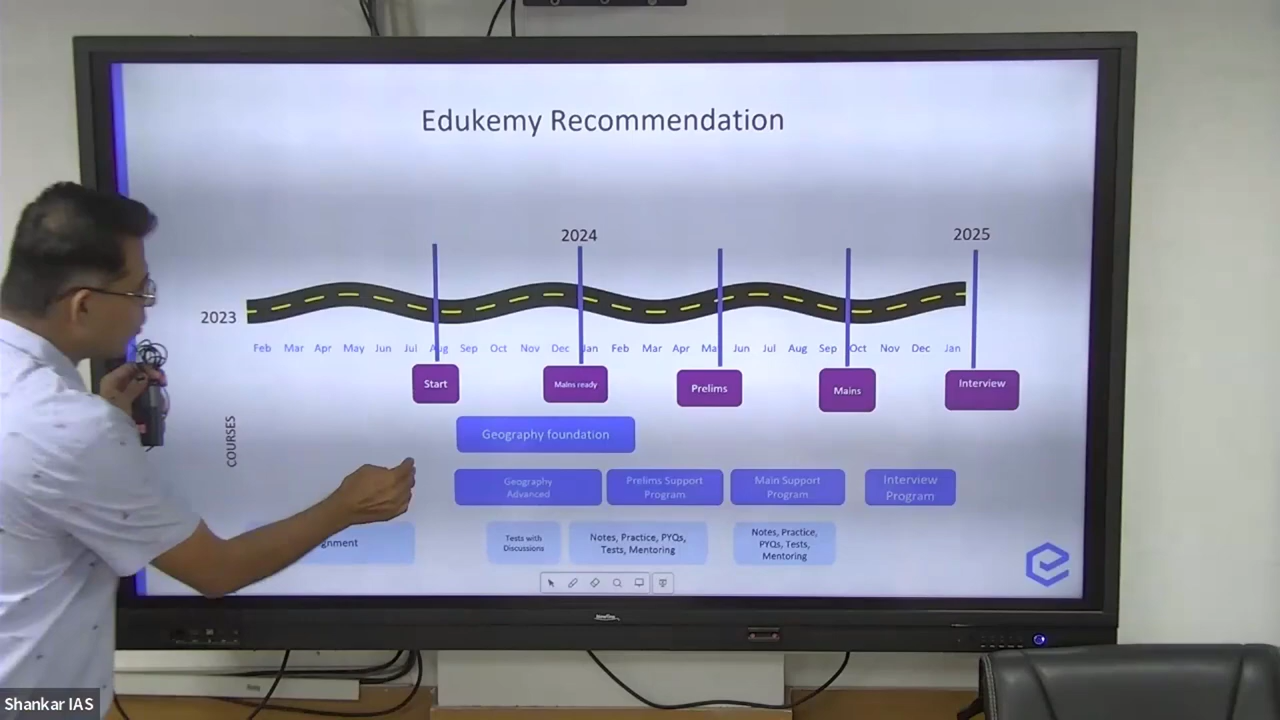 Edukemy Recommendation
2024
2025
2023
Feb Mar Apr May Jun Jul Aug Sep Oct Nov Dec Jan Feb Mar Apr May Jun Jul Aug Sep Oct Nov Dec Jan
Start
Mains ready
Prelims
Mains
Interview
COURSES
Geography foundation
Geography
Advanced
Prelims Support
Program
Main Support
Program
Interview
Program
gnment
Tests with
Discussions
Notes, Practice, PYQs,
Tests, Mentoring
Notes, Practice,
PYQs, Tests,
Mentoring
Shankar IAS